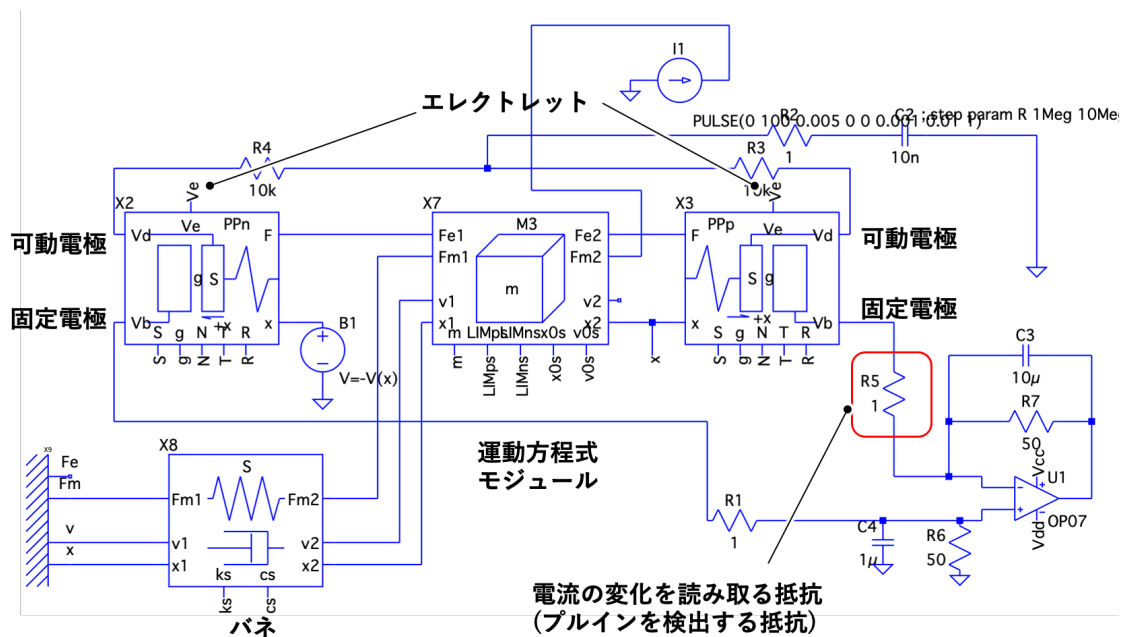 I1
エレクトレット
PULSE(0 100 0.005 0 0 0.001 0.01 1)
R2
1
C2
10n
; step param R 1Meg 10Me
R4
10k
R3
10k
X2
Ve
PPn
Vd
Ve
F
g
S
Vb
+x
x
S g N T R
S g N T R
可動電極
固定電極
B1
V=-V(x)
X7
M3
Fe1
Fm1
m
v1
x1
Fe2
Fm2
v2
x2
m LIMps LIMns x0s v0s
m LIMps LIMns x0s v0s
x
X3
Ve
PPp
F
Ve
Vd
S
g
x
+x
Vb
S g N T R
S g N T R
可動電極
固定電極
R5
1
C3
10µ
R7
50
Vcc
U1
OP07
Vdd
運動方程式
モジュール
X9
Fe
Fm
v
x
X8
S
Fm1
Fm2
v1
v2
x1
x2
ks
cs
ks
cs
バネ
R1
1
C4
1µ
R6
50
電流の変化を読み取る抵抗
(プルインを検出する抵抗)